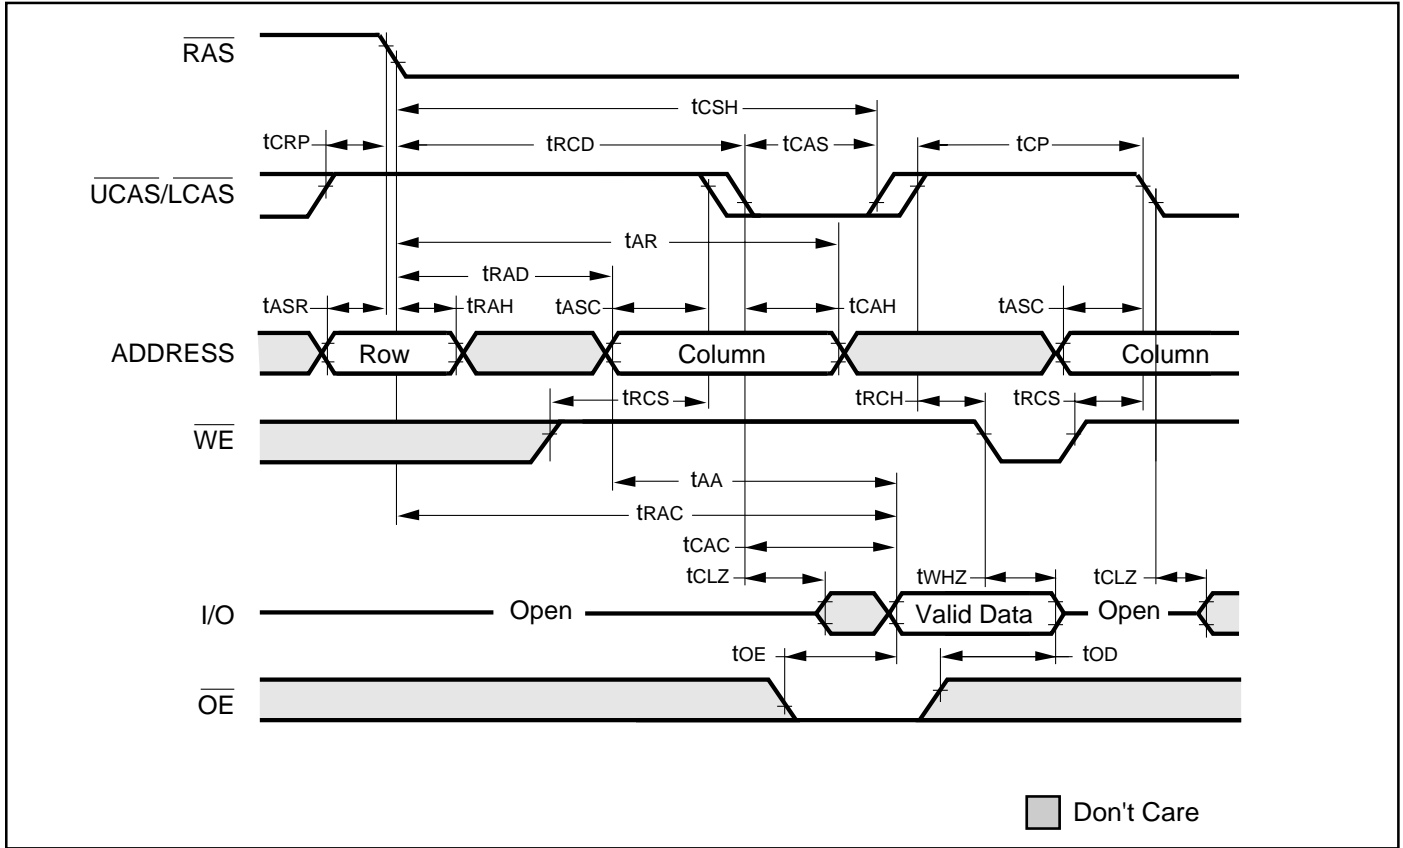 RAS
tCSH
tCRP
tRCD
tCAS
tCP
UCAS/LCAS
tAR
tRAD
tASR
tRAH
tASC
tCAH
tASC
ADDRESS
Row
Column
Column
tRCS
tRCH
tRCS
WE
tAA
tRAC
tCAC
tCLZ
tWHZ
tCLZ
I/O
Open
Valid Data
Open
tOE
tOD
OE
Don't Care